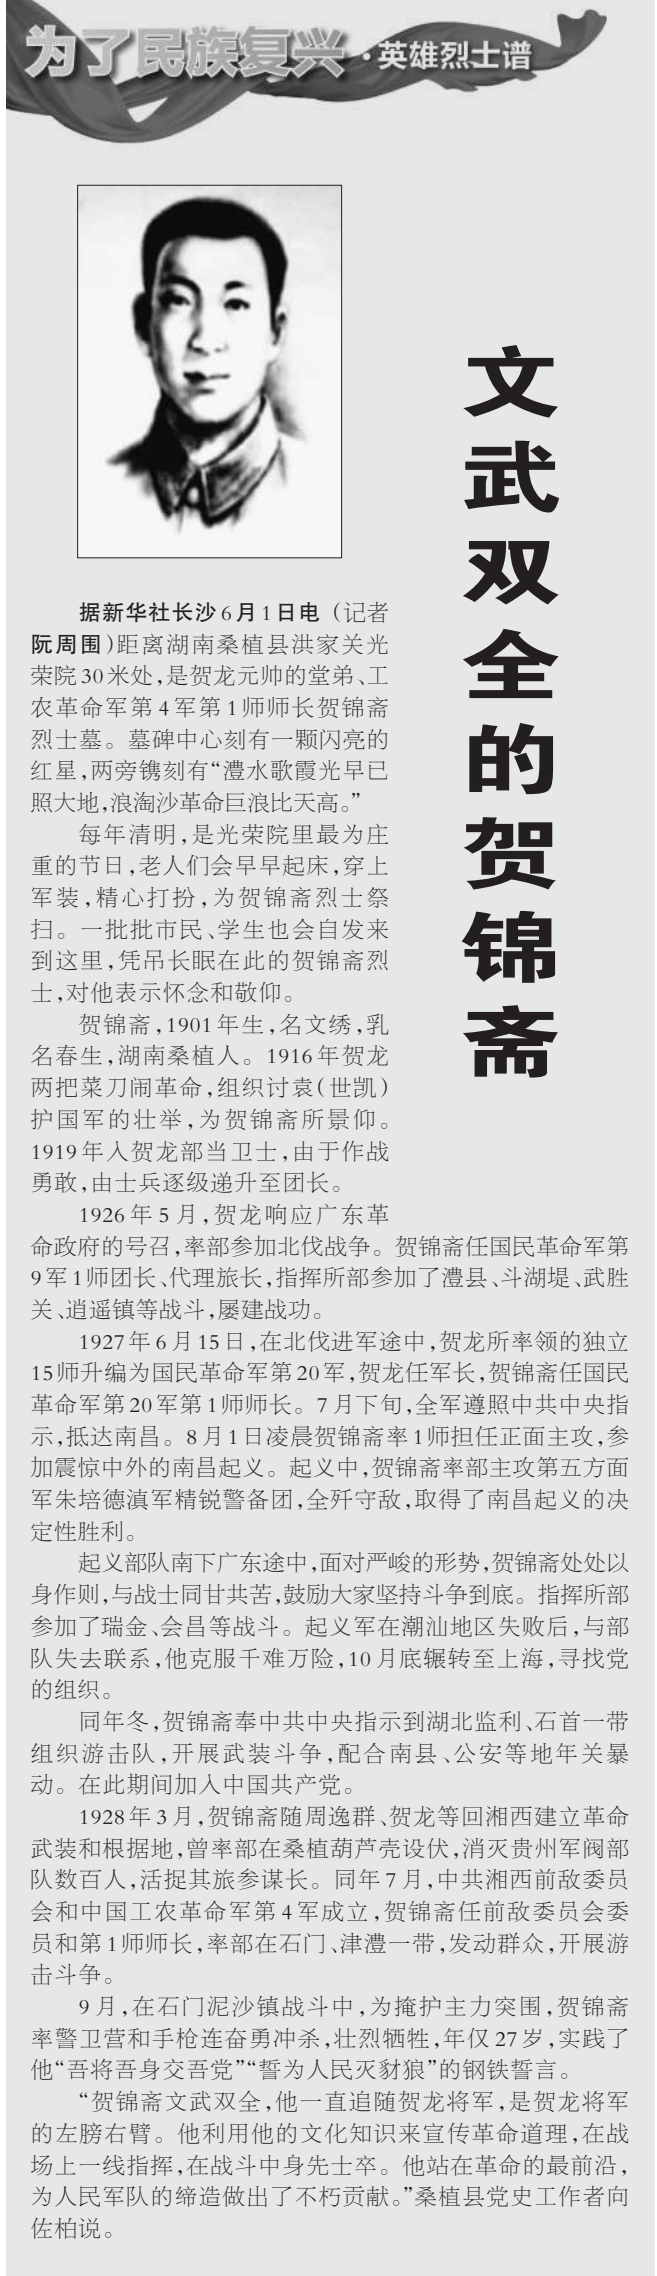 为了民族复兴·英雄烈士谱
文武双全的贺锦斋
据新华社长沙6月1日电（记者
阮周围）距离湖南桑植县洪家关光
荣院30米处，是贺龙元帅的堂弟、工
农革命军第4军第1师师长贺锦斋
烈士墓。墓碑中心刻有一颗闪亮的
红星，两旁镌刻有“澧水歌霞光早已
照大地，浪淘沙革命巨浪比天高。”
每年清明，是光荣院里最为庄
重的节日，老人们会早早起床，穿上
军装，精心打扮，为贺锦斋烈士祭
扫。一批批市民、学生也会自发来
到这里，凭吊长眠在此的贺锦斋烈
士，对他表示怀念和敬仰。
贺锦斋，1901年生，名文绣，乳
名春生，湖南桑植人。1916年贺龙
两把菜刀闹革命，组织讨袁（世凯）
护国军的壮举，为贺锦斋所景仰。
1919年入贺龙部当卫士，由于作战
勇敢，由士兵逐级递升至团长。
1926年5月，贺龙响应广东革
命政府的号召，率部参加北伐战争。贺锦斋任国民革命军第
9军1师团长、代理旅长，指挥所部参加了澧县、斗湖堤、武胜
关、逍遥镇等战斗，屡建战功。
1927年6月15日，在北伐进军途中，贺龙所率领的独立
15师升编为国民革命军第20军，贺龙任军长，贺锦斋任国民
革命军第20军第1师师长。7月下旬，全军遵照中共中央指
示，抵达南昌。8月1日凌晨贺锦斋率1师担任正面主攻，参
加震惊中外的南昌起义。起义中，贺锦斋率部主攻第五方面
军朱培德滇军精锐警备团，全歼守敌，取得了南昌起义的决
定性胜利。
起义部队南下广东途中，面对严峻的形势，贺锦斋处处以
身作则，与战士同甘共苦，鼓励大家坚持斗争到底。指挥所部
参加了瑞金、会昌等战斗。起义军在潮汕地区失败后，与部
队失去联系，他克服千难万险，10月底辗转至上海，寻找党
的组织。
同年冬，贺锦斋奉中共中央指示到湖北监利、石首一带
组织游击队，开展武装斗争，配合南县、公安等地年关暴
动。在此期间加入中国共产党。
1928年3月，贺锦斋随周逸群、贺龙等回湘西建立革命
武装和根据地，曾率部在桑植葫芦壳设伏，消灭贵州军阀部
队数百人，活捉其旅参谋长。同年7月，中共湘西前敌委员
会和中国工农革命军第4军成立，贺锦斋任前敌委员会委
员和第1师师长，率部在石门、津澧一带，发动群众，开展游
击斗争。
9月，在石门泥沙镇战斗中，为掩护主力突围，贺锦斋
率警卫营和手枪连奋勇冲杀，壮烈牺牲，年仅27岁，实践了
他“吾将吾身交吾党”“誓为人民灭豺狼”的钢铁誓言。
“贺锦斋文武双全，他一直追随贺龙将军，是贺龙将军
的左膀右臂。他利用他的文化知识来宣传革命道理，在战
场上一线指挥，在战斗中身先士卒。他站在革命的最前沿，
为人民军队的缔造做出了不朽贡献。”桑植县党史工作者向
佐柏说。